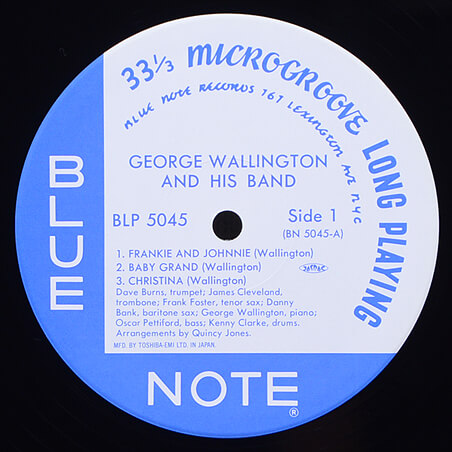 33⅓ MICROGROOVE LONG PLAYING
BLUE NOTE RECORDS 767 LEXINGTON AVE NYC
BLUE
GEORGE WALLINGTON
AND HIS BAND
BLP 5045
Side 1
(BN 5045-A)
1. FRANKIE AND JOHNNIE (Wallington)
2. BABY GRAND (Wallington)
3. CHRISTINA (Wallington)
Dave Burns, trumpet; James Cleveland,
trombone; Frank Foster, tenor sax; Danny
Bank, baritone sax; George Wallington, piano;
Oscar Pettiford, bass; Kenny Clarke, drums.
Arrangements by Quincy Jones.
MFD. BY TOSHIBA-EMI LTD. IN JAPAN.
NOTE
®